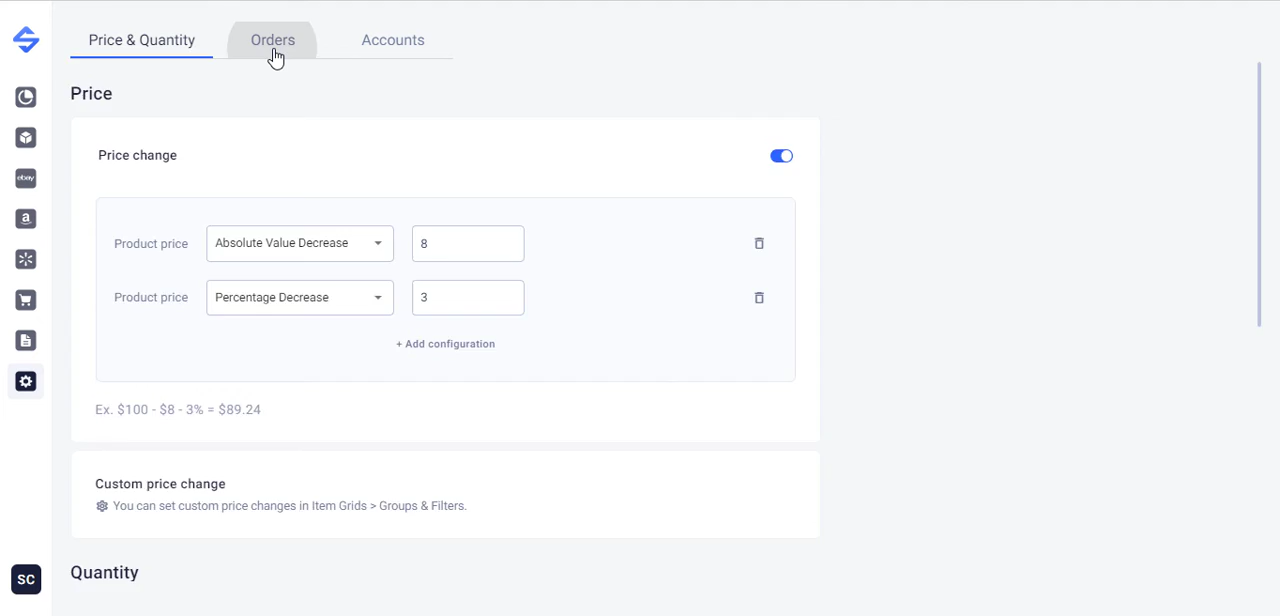 Price & Quantity
Orders
Accounts
Price
Price change
Product price
Absolute Value Decrease
8
Product price
Percentage Decrease
3
+ Add configuration
Ex. $100 - $8 - 3% = $89.24
Custom price change
You can set custom price changes in Item Grids > Groups & Filters.
Quantity
ebay
a
SC